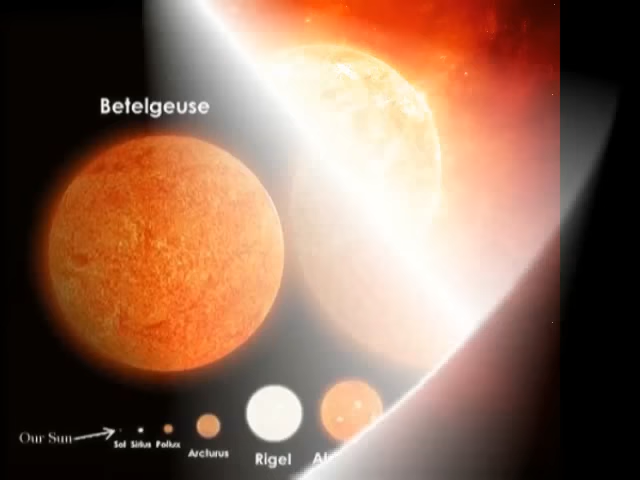 Betelgeuse
Our Sun
Sol Sirius Pollux
Arcturus
Rigel